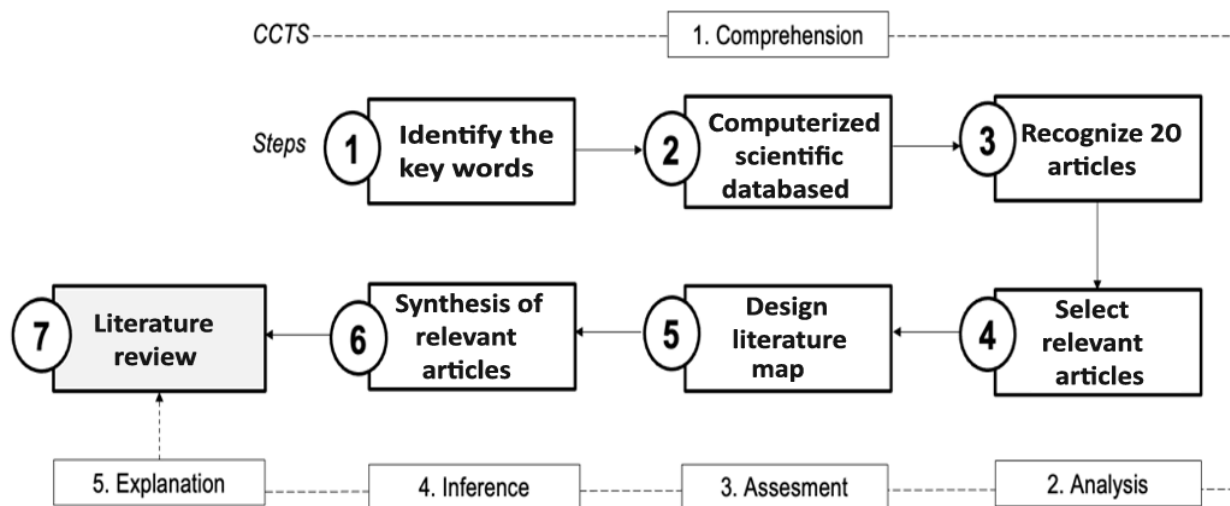 CCTS
1. Comprehension
Steps
1
Identify the
key words
2
Computerized
scientific
databased
3
Recognize 20
articles
7
Literature
review
6
Synthesis of
relevant
articles
5
Design
literature
map
4
Select
relevant
articles
5. Explanation
4. Inference
3. Assesment
2. Analysis